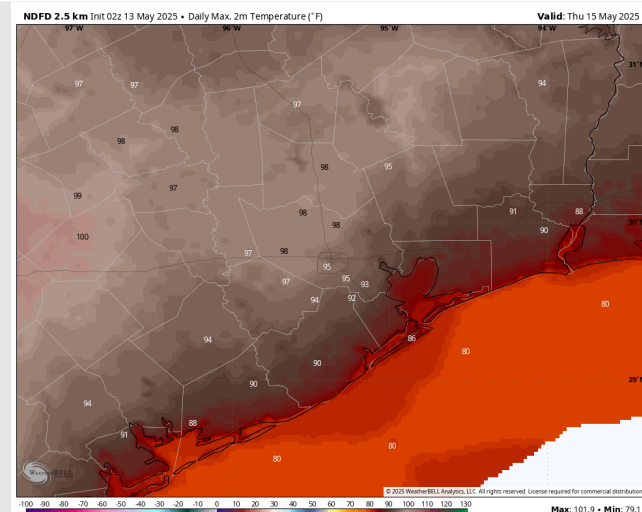 NDFD 2.5 km Init 02z 13 May 2025 • Daily Max. 2m Temperature (°F)
Valid: Thu 15 May 2025
97°W 96°W 95°W 94°W
31°N
97 97 94
97
98
98
98 95
99 97
98 91 88
98 90 30°N
100
97 98
95
97 95 93
94 92 80
86
94 80
90
90 29°N
94
88
91
80
80
WeatherBELL
© 2025 WeatherBELL Analytics, LLC. All rights reserved. License required for commercial distribution
-100 -90 -80 -70 -60 -50 -40 -30 -20 -10 0 10 20 30 40 50 60 70 80 90 100 110 120 130
Max: 101.9 • Min: 79.1